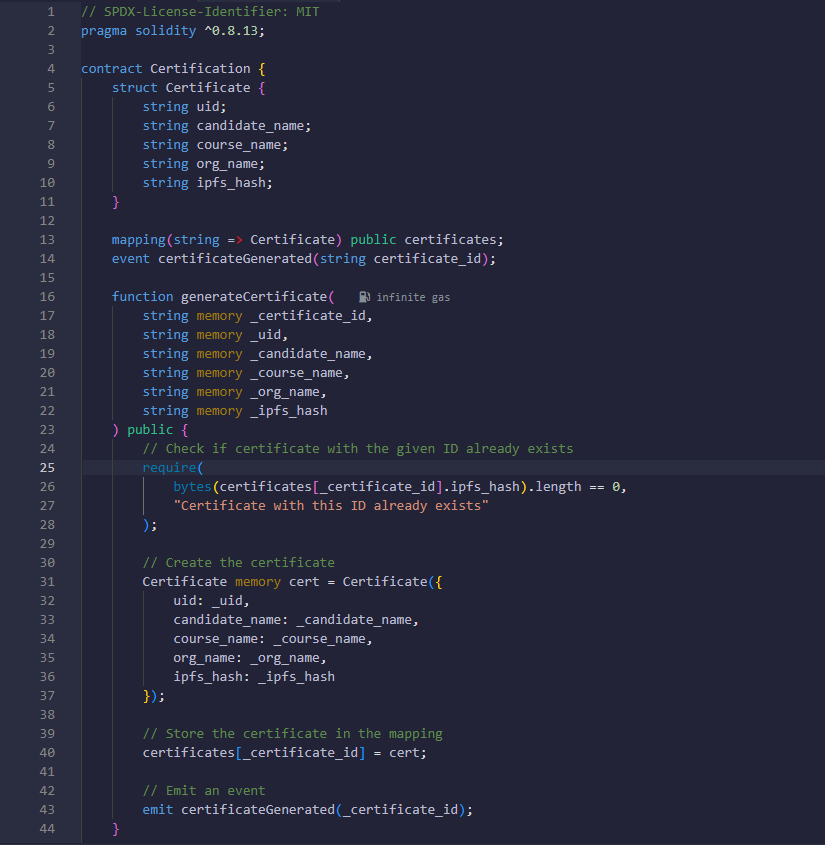 1 // SPDX-License-Identifier: MIT
2 pragma solidity ^0.8.13;
3
4 contract Certification {
5     struct Certificate {
6         string uid;
7         string candidate_name;
8         string course_name;
9         string org_name;
10         string ipfs_hash;
11     }
12
13     mapping(string => Certificate) public certificates;
14     event certificateGenerated(string certificate_id);
15
16     function generateCertificate( infinite gas
17         string memory _certificate_id,
18         string memory _uid,
19         string memory _candidate_name,
20         string memory _course_name,
21         string memory _org_name,
22         string memory _ipfs_hash
23     ) public {
24         // Check if certificate with the given ID already exists
25         require(
26             bytes(certificates[_certificate_id].ipfs_hash).length == 0,
27             "Certificate with this ID already exists"
28         );
29
30         // Create the certificate
31         Certificate memory cert = Certificate({
32             uid: _uid,
33             candidate_name: _candidate_name,
34             course_name: _course_name,
35             org_name: _org_name,
36             ipfs_hash: _ipfs_hash
37         });
38
39         // Store the certificate in the mapping
40         certificates[_certificate_id] = cert;
41
42         // Emit an event
43         emit certificateGenerated(_certificate_id);
44     }